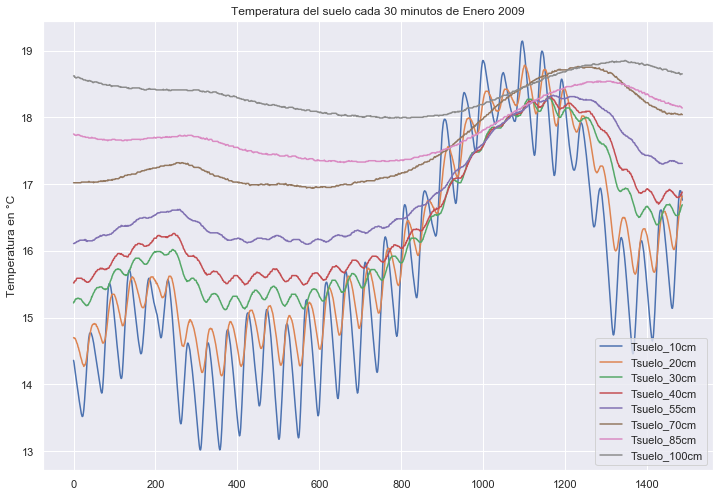 Temperatura del suelo cada 30 minutos de Enero 2009
Temperatura en °C
19
18
17
16
15
14
13
0
200
400
600
800
1000
1200
1400
Tsuelo_10cm
Tsuelo_20cm
Tsuelo_30cm
Tsuelo_40cm
Tsuelo_55cm
Tsuelo_70cm
Tsuelo_85cm
Tsuelo_100cm